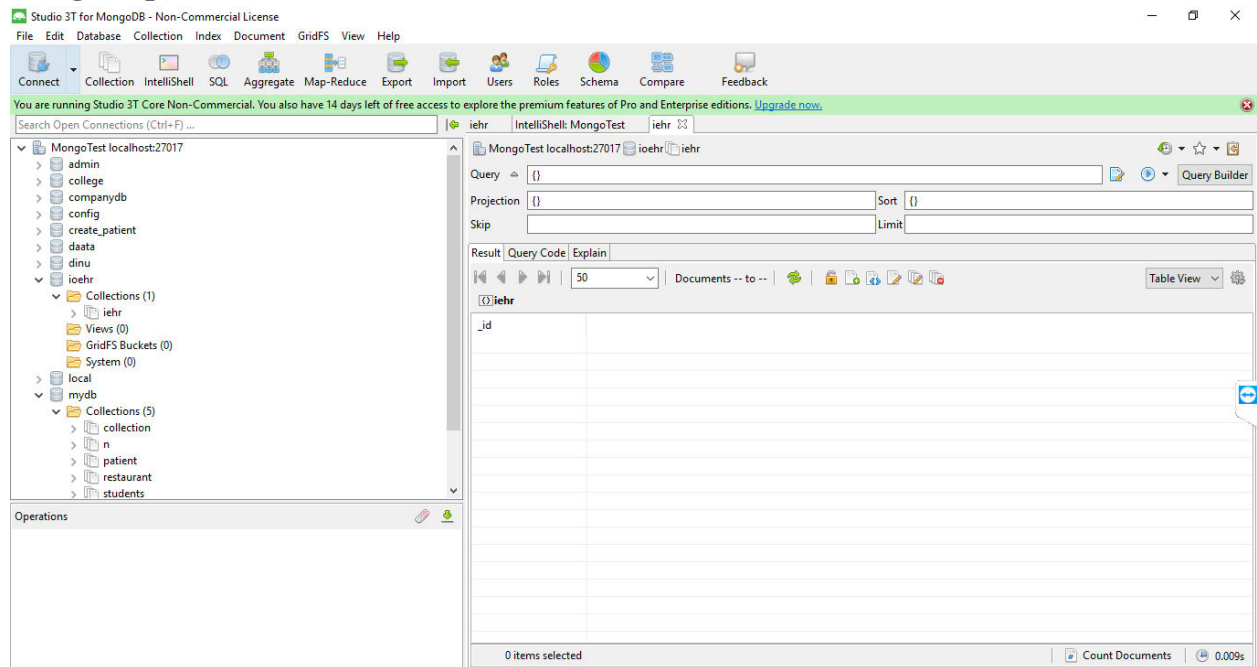 Studio 3T for MongoDB - Non-Commercial License
File Edit Database Collection Index Document GridFS View Help
Connect Collection IntelliShell SQL Aggregate Map-Reduce Export Import Users Roles Schema Compare Feedback
You are running Studio 3T Core Non-Commercial. You also have 14 days left of free access to explore the premium features of Pro and Enterprise editions. Upgrade now.
Search Open Connections (Ctrl+F) ...
MongoTest localhost:27017
admin
college
companydb
config
create_patient
daata
dinu
ioehr
Collections (1)
iehr
Views (0)
GridFS Buckets (0)
System (0)
local
mydb
Collections (5)
collection
n
patient
restaurant
students
Operations
iehr IntelliShell: MongoTest iehr
MongoTest localhost:27017 ioehr iehr
Query {} Query Builder
Projection {} Sort {}
Skip Limit
Result Query Code Explain
50 Documents -- to -- Table View
iehr
_id
0 items selected Count Documents 0.009s